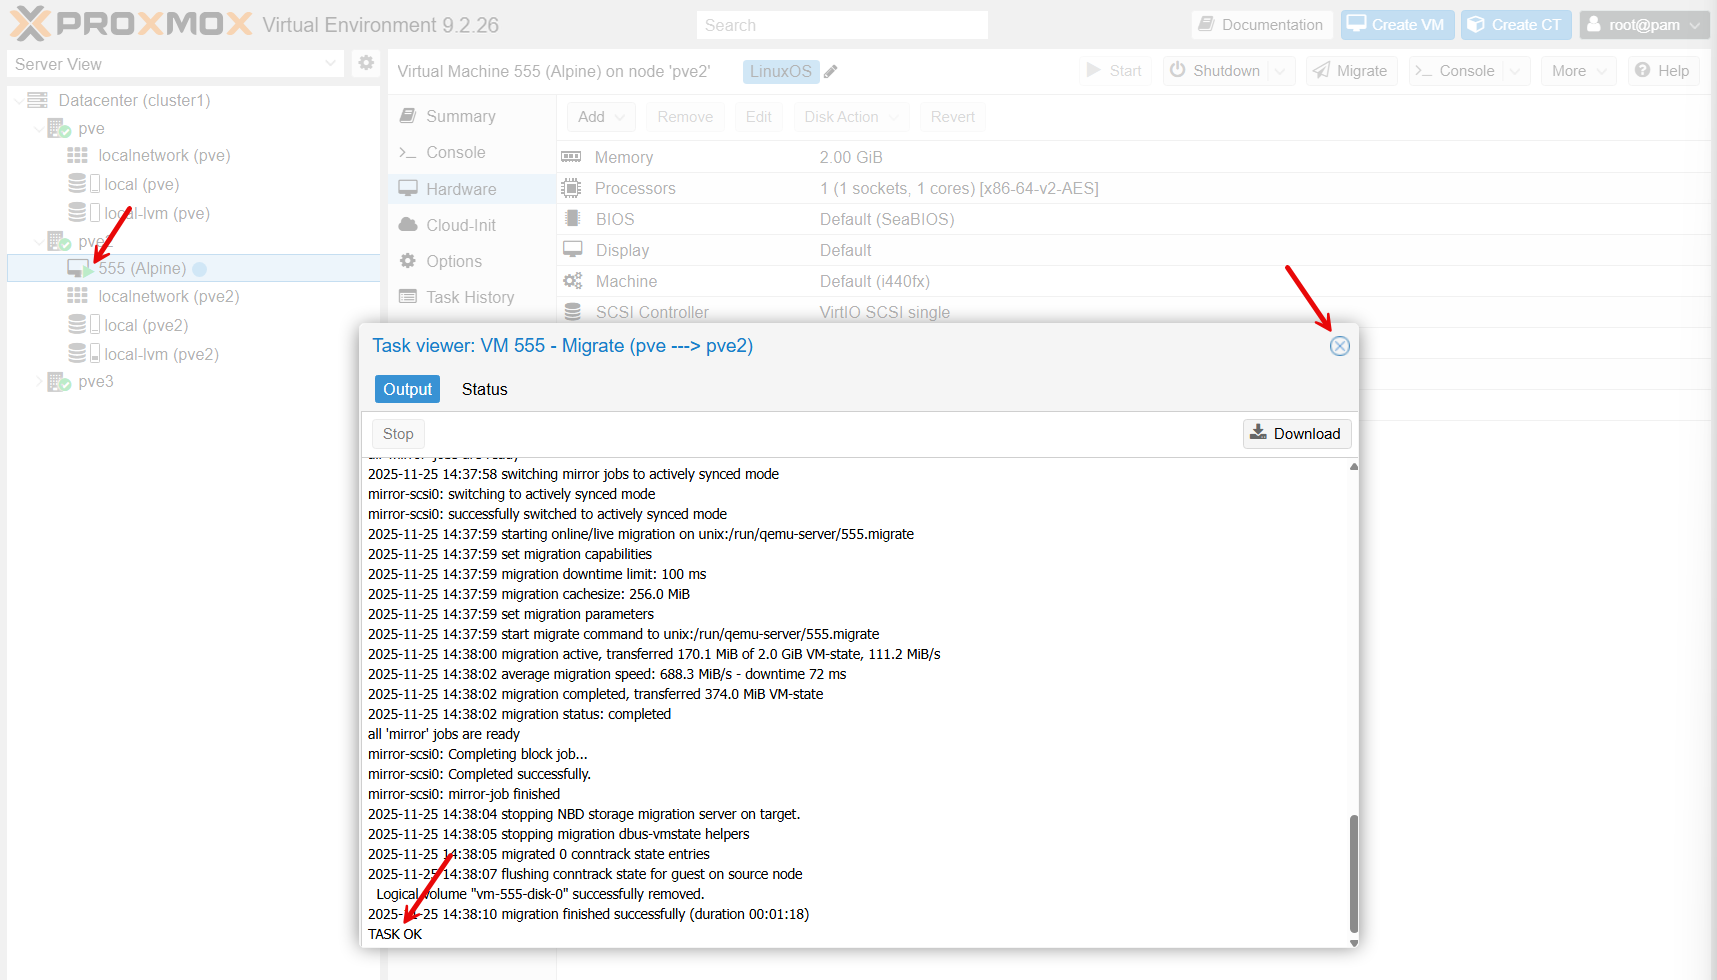 PROXMOX Virtual Environment 9.2.26
Search
Documentation
Create VM
Create CT
root@pam
Server View
Virtual Machine 555 (Alpine) on node 'pve2'
LinuxOS
Start
Shutdown
Migrate
Console
More
Help
Datacenter (cluster1)
pve
localnetwork (pve)
local (pve)
local-lvm (pve)
pve2
555 (Alpine)
localnetwork (pve2)
local (pve2)
local-lvm (pve2)
pve3
Summary
Console
Hardware
Cloud-Init
Options
Task History
Add
Remove
Edit
Disk Action
Revert
Memory 2.00 GiB
Processors 1 (1 sockets, 1 cores) [x86-64-v2-AES]
BIOS Default (SeaBIOS)
Display Default
Machine Default (i440fx)
SCSI Controller VirtIO SCSI single
Task viewer: VM 555 - Migrate (pve ---> pve2)
Output
Status
Stop
Download
all 'mirror' jobs are ready
2025-11-25 14:37:58 switching mirror jobs to actively synced mode
mirror-scsi0: switching to actively synced mode
mirror-scsi0: successfully switched to actively synced mode
2025-11-25 14:37:59 starting online/live migration on unix:/run/qemu-server/555.migrate
2025-11-25 14:37:59 set migration capabilities
2025-11-25 14:37:59 migration downtime limit: 100 ms
2025-11-25 14:37:59 migration cachesize: 256.0 MiB
2025-11-25 14:37:59 set migration parameters
2025-11-25 14:37:59 start migrate command to unix:/run/qemu-server/555.migrate
2025-11-25 14:38:00 migration active, transferred 170.1 MiB of 2.0 GiB VM-state, 111.2 MiB/s
2025-11-25 14:38:02 average migration speed: 688.3 MiB/s - downtime 72 ms
2025-11-25 14:38:02 migration completed, transferred 374.0 MiB VM-state
2025-11-25 14:38:02 migration status: completed
all 'mirror' jobs are ready
mirror-scsi0: Completing block job...
mirror-scsi0: Completed successfully.
mirror-scsi0: mirror-job finished
2025-11-25 14:38:04 stopping NBD storage migration server on target.
2025-11-25 14:38:05 stopping migration dbus-vmstate helpers
2025-11-25 14:38:05 migrated 0 conntrack state entries
2025-11-25 14:38:07 flushing conntrack state for guest on source node
Logical volume "vm-555-disk-0" successfully removed.
2025-11-25 14:38:10 migration finished successfully (duration 00:01:18)
TASK OK